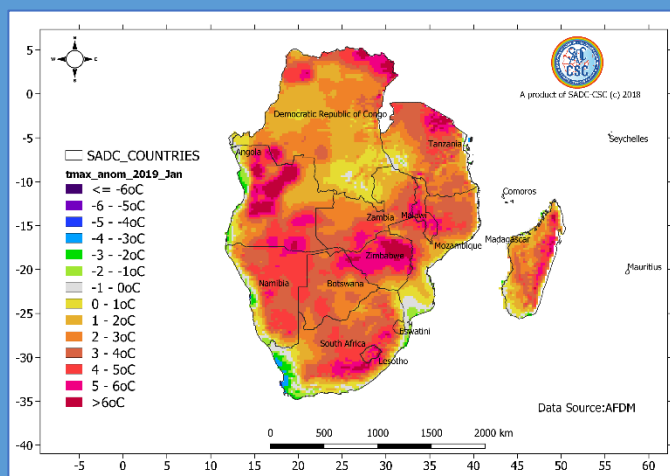 5
0
-5
-10
-15
-20
-25
-30
-35
-40
W E
SADC
CSC
A product of SADC-CSC (c) 2018
Democratic Republic of Congo
Tanzania
Seychelles
Angola
SADC_COUNTRIES
tmax_anom_2019_Jan
<= -6oC
-6 - -5oC
-5 - -4oC
-4 - -3oC
-3 - -2oC
-2 - -1oC
-1 - 0oC
0 - 1oC
1 - 2oC
2 - 3oC
3 - 4oC
4 - 5oC
5 - 6oC
>6oC
Comoros
Zambia
Malawi
Mozambique
Madagascar
Zimbabwe
Mauritius
Namibia
Botswana
Eswatini
South Africa
Lesotho
Data Source:AFDM
0 500 1000 1500 2000 km
-5 0 5 10 15 20 25 30 35 40 45 50 55 60